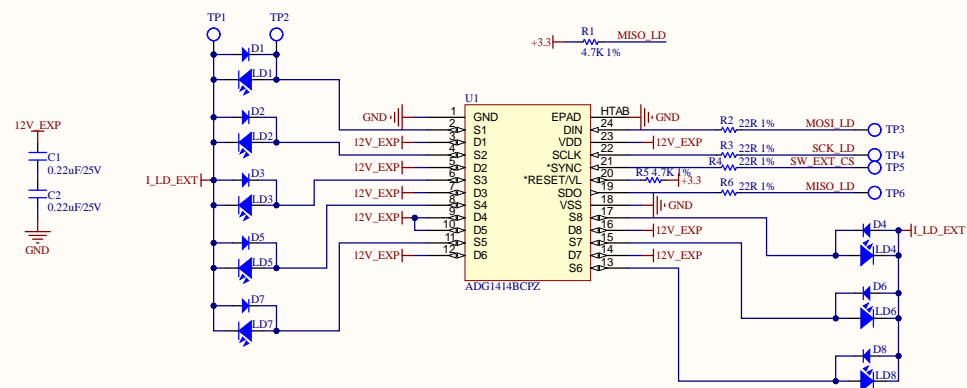 TP1
TP2
D1
LD1
D2
LD2
I_LD_EXT
D3
LD3
D5
LD5
D7
LD7
12V_EXP
C1
0.22uF/25V
C2
0.22uF/25V
GND
+3.3
R1
4.7K 1%
MISO_LD
U1
GND 1 GND
2 S1
12V_EXP 3 D1
4 S2
12V_EXP 5 D2
6 S3
12V_EXP 7 D3
8 S4
12V_EXP 9 D4
10 D5
11 S5
12V_EXP 12 D6
EPAD HTAB GND
DIN 24 R2 22R 1% MOSI_LD TP3
VDD 23 12V_EXP
SCLK 22 R3 22R 1% SCK_LD TP4
*SYNC 21 R4 22R 1% SW_EXT_CS TP5
*RESET/VL 20 R5 4.7K 1% +3.3
SDO 19 R6 22R 1% MISO_LD TP6
VSS 18 GND
S8 17
D8 16 12V_EXP
S7 15
D7 14 12V_EXP
S6 13
ADG1414BCPZ
D4
I_LD_EXT
LD4
D6
LD6
D8
LD8